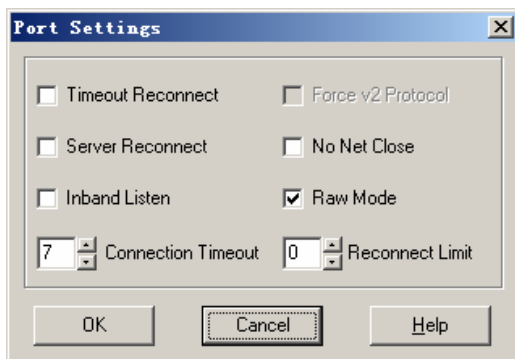 Port Settings
Timeout Reconnect
Force v2 Protocol
Server Reconnect
No Net Close
Inband Listen
Raw Mode
7 Connection Timeout
0 Reconnect Limit
OK
Cancel
Help